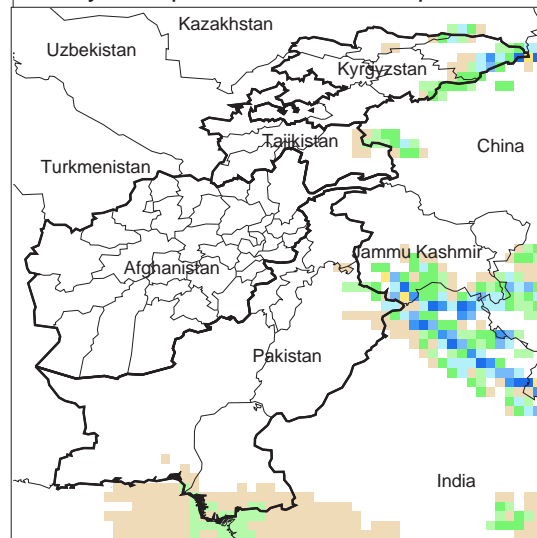 Kazakhstan
Uzbekistan
Kyrgyzstan
Tajikistan
China
Turkmenistan
Jammu Kashmir
Afghanistan
Pakistan
India